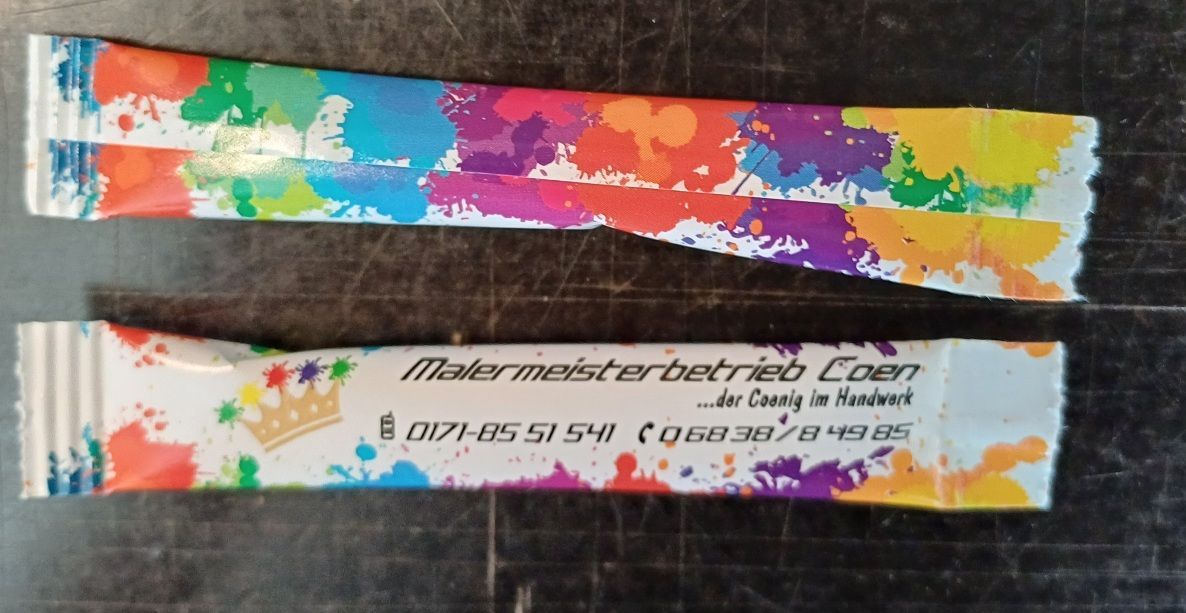 Malermeisterbetrieb Coen
...der Coenig im Handwerk
0171-85 51 541 0 68 38 / 8 49 85